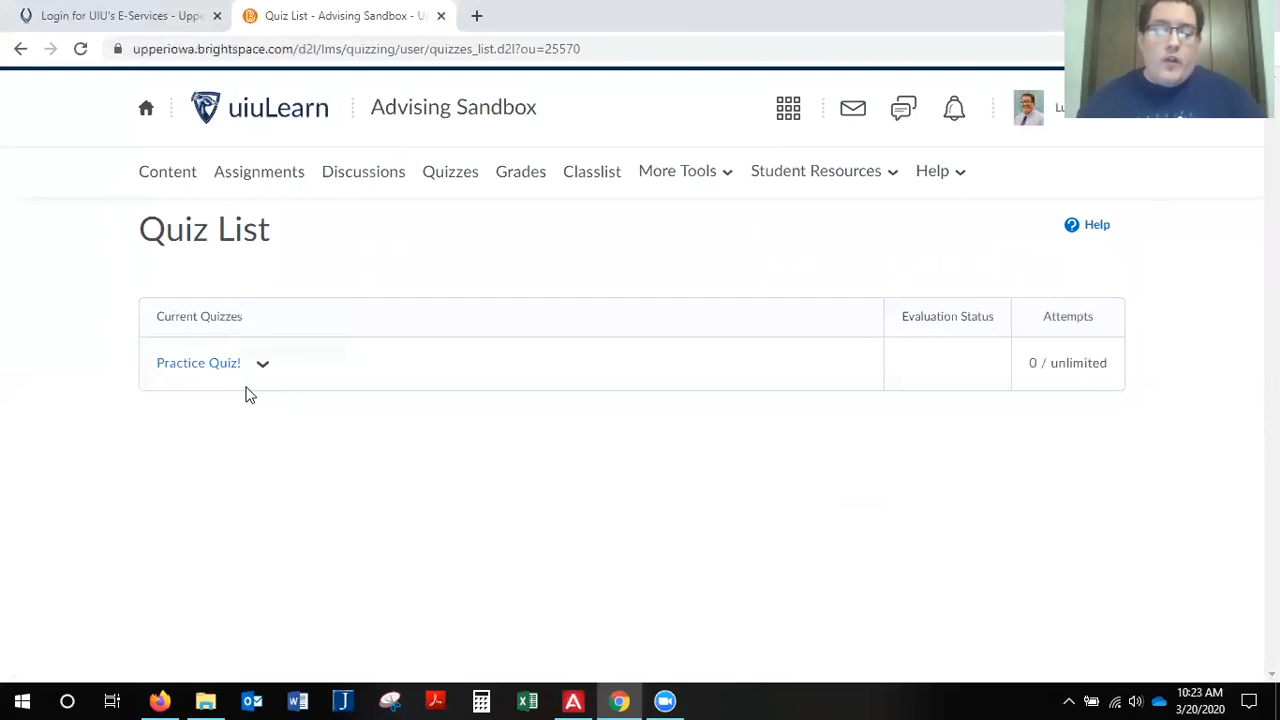 Login for UIU's E-Services - Uppe
Quiz List - Advising Sandbox - U
upperiowa.brightspace.com/d2l/lms/quizzing/user/quizzes_list.d2l?ou=25570
uiuLearn
Advising Sandbox
Lu
Content Assignments Discussions Quizzes Grades Classlist More Tools Student Resources Help
Quiz List
Help
Current Quizzes Evaluation Status Attempts
Practice Quiz! 0 / unlimited
10:23 AM
3/20/2020